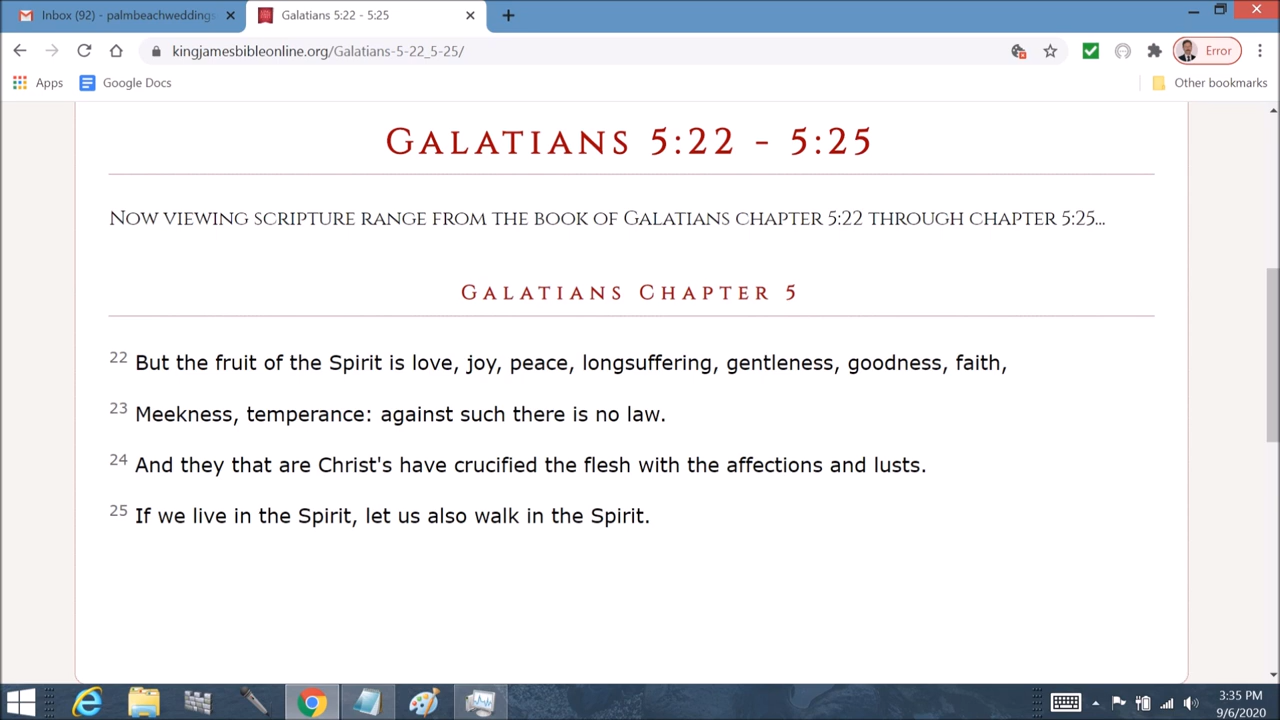 Inbox (92) - palmbeachweddings
Galatians 5:22 - 5:25
kingjamesbibleonline.org/Galatians-5-22_5-25/
Error
Apps
Google Docs
Other bookmarks
Galatians 5:22 - 5:25
Now viewing scripture range from the book of Galatians chapter 5:22 through chapter 5:25...
Galatians Chapter 5
22 But the fruit of the Spirit is love, joy, peace, longsuffering, gentleness, goodness, faith,
23 Meekness, temperance: against such there is no law.
24 And they that are Christ's have crucified the flesh with the affections and lusts.
25 If we live in the Spirit, let us also walk in the Spirit.
3:35 PM
9/6/2020